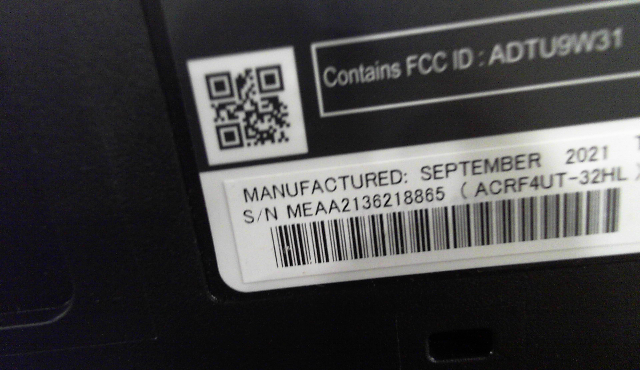 Contains FCC ID : ADTU9W31
MANUFACTURED: SEPTEMBER 2021
S/N MEAA2136218865 ( ACRF4UT-32HL )